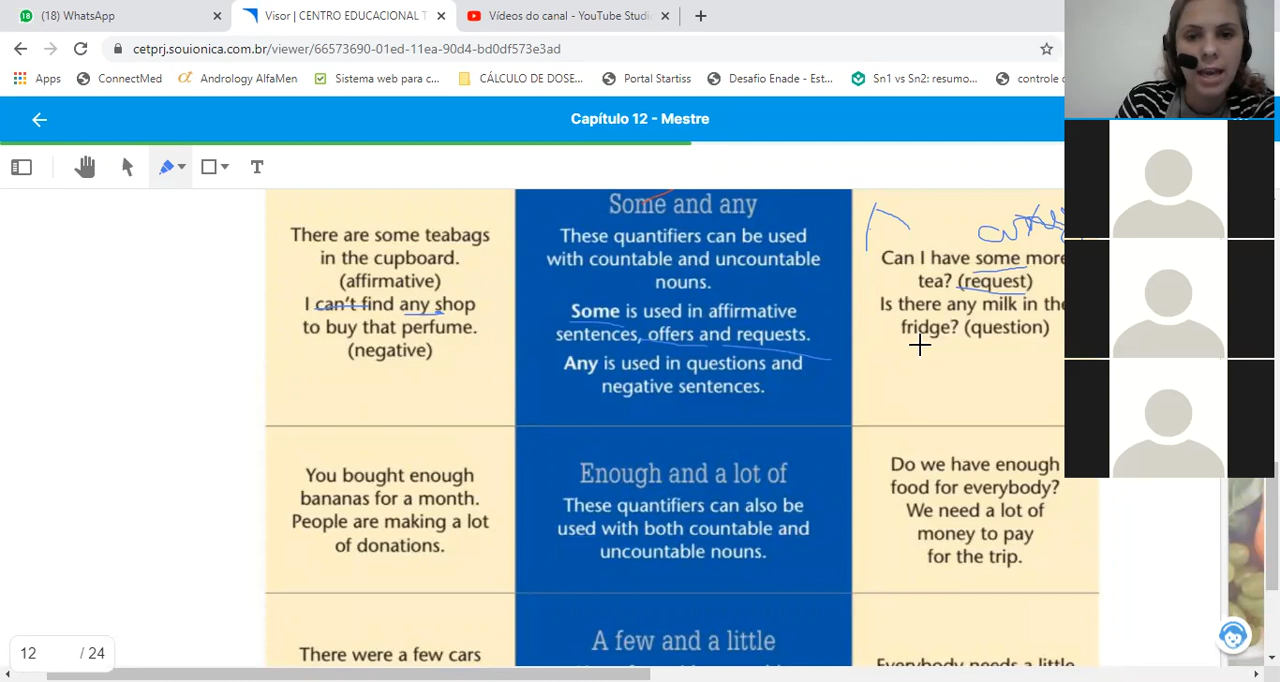 (18) WhatsApp
Visor | CENTRO EDUCACIONAL T
Vídeos do canal - YouTube Studi
cetprj.souionica.com.br/viewer/66573690-01ed-11ea-90d4-bd0df573e3ad
Apps
ConnectMed
Andrology AlfaMen
Sistema web para c...
CÁLCULO DE DOSE...
Portal Startiss
Desafio Enade - Est...
Sn1 vs Sn2: resumo...
controle d
Capítulo 12 - Mestre
T
There are some teabags
in the cupboard.
(affirmative)
I can't find any shop
to buy that perfume.
(negative)
Some and any
These quantifiers can be used
with countable and uncountable
nouns.
Some is used in affirmative
sentences, offers and requests.
Any is used in questions and
negative sentences.
Can I have some more
tea? (request)
Is there any milk in the
fridge? (question)
You bought enough
bananas for a month.
People are making a lot
of donations.
Enough and a lot of
These quantifiers can also be
used with both countable and
uncountable nouns.
Do we have enough
food for everybody?
We need a lot of
money to pay
for the trip.
There were a few cars
A few and a little
Everybody needs a little
12 / 24